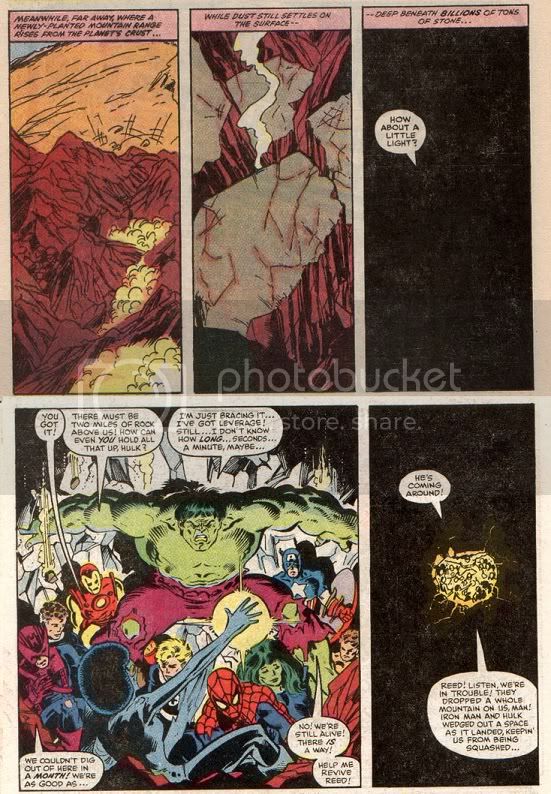 MEANWHILE, FAR AWAY, WHERE A
NEWLY-PLANTED MOUNTAIN RANGE
RISES FROM THE PLANET'S CRUST...
WHILE DUST STILL SETTLES ON
THE SURFACE--
--DEEP BENEATH BILLIONS OF TONS
OF STONE...
HOW
ABOUT A
LITTLE
LIGHT?
photobucket
YOU
GOT
IT!
THERE MUST BE
TWO MILES OF ROCK
ABOVE US! HOW CAN
EVEN YOU HOLD ALL
THAT UP, HULK?
I'M JUST BRACING IT...
I'VE GOT LEVERAGE!
STILL... I DON'T KNOW
HOW LONG... SECONDS...
A MINUTE, MAYBE...
WE COULDN'T DIG
OUT OF HERE IN
A MONTH! WE'RE
AS GOOD AS...
NO! WE'RE
STILL ALIVE!
THERE IS
A WAY!
HELP ME
REVIVE
REED!
HE'S
COMING
AROUND!
REED! LISTEN, WE'RE
IN TROUBLE! THEY
DROPPED A WHOLE
MOUNTAIN ON US, MAN!
IRON MAN AND HULK
WEDGED OUT A SPACE
AS IT LANDED, KEEPIN'
US FROM BEING
SQUASHED...